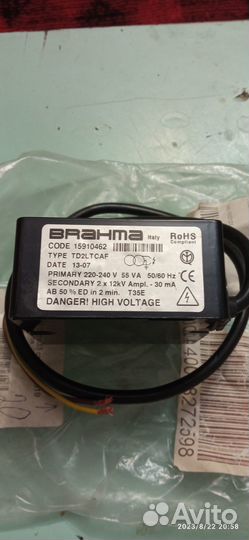 BRAHMA Italy
RoHS
Compliant
CODE 15910462
TYPE TD2LTCAF
DATE 13-07
PRIMARY 220-240 V 55 VA 50/60 Hz
SECONDARY 2 x 12kV Ampl. - 30 mA
AB 50 % ED in 2 min. T35E
DANGER! HIGH VOLTAGE
Avito
2023/8/22 20:58